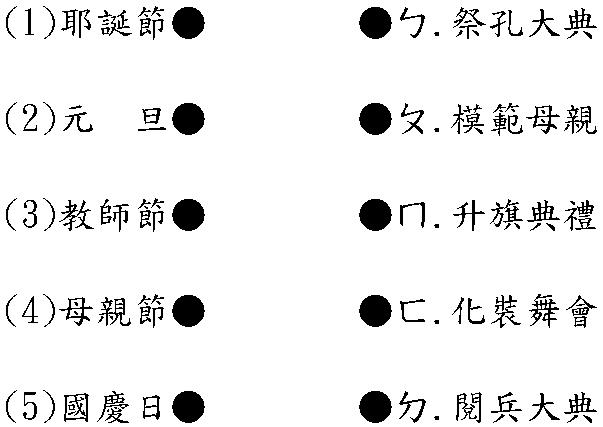 (1)耶誕節●　●ㄅ.祭孔大典
(2)元　旦●　●ㄆ.模範母親
(3)教師節●　●ㄇ.升旗典禮
(4)母親節●　●ㄈ.化裝舞會
(5)國慶日●　●ㄉ.閱兵大典